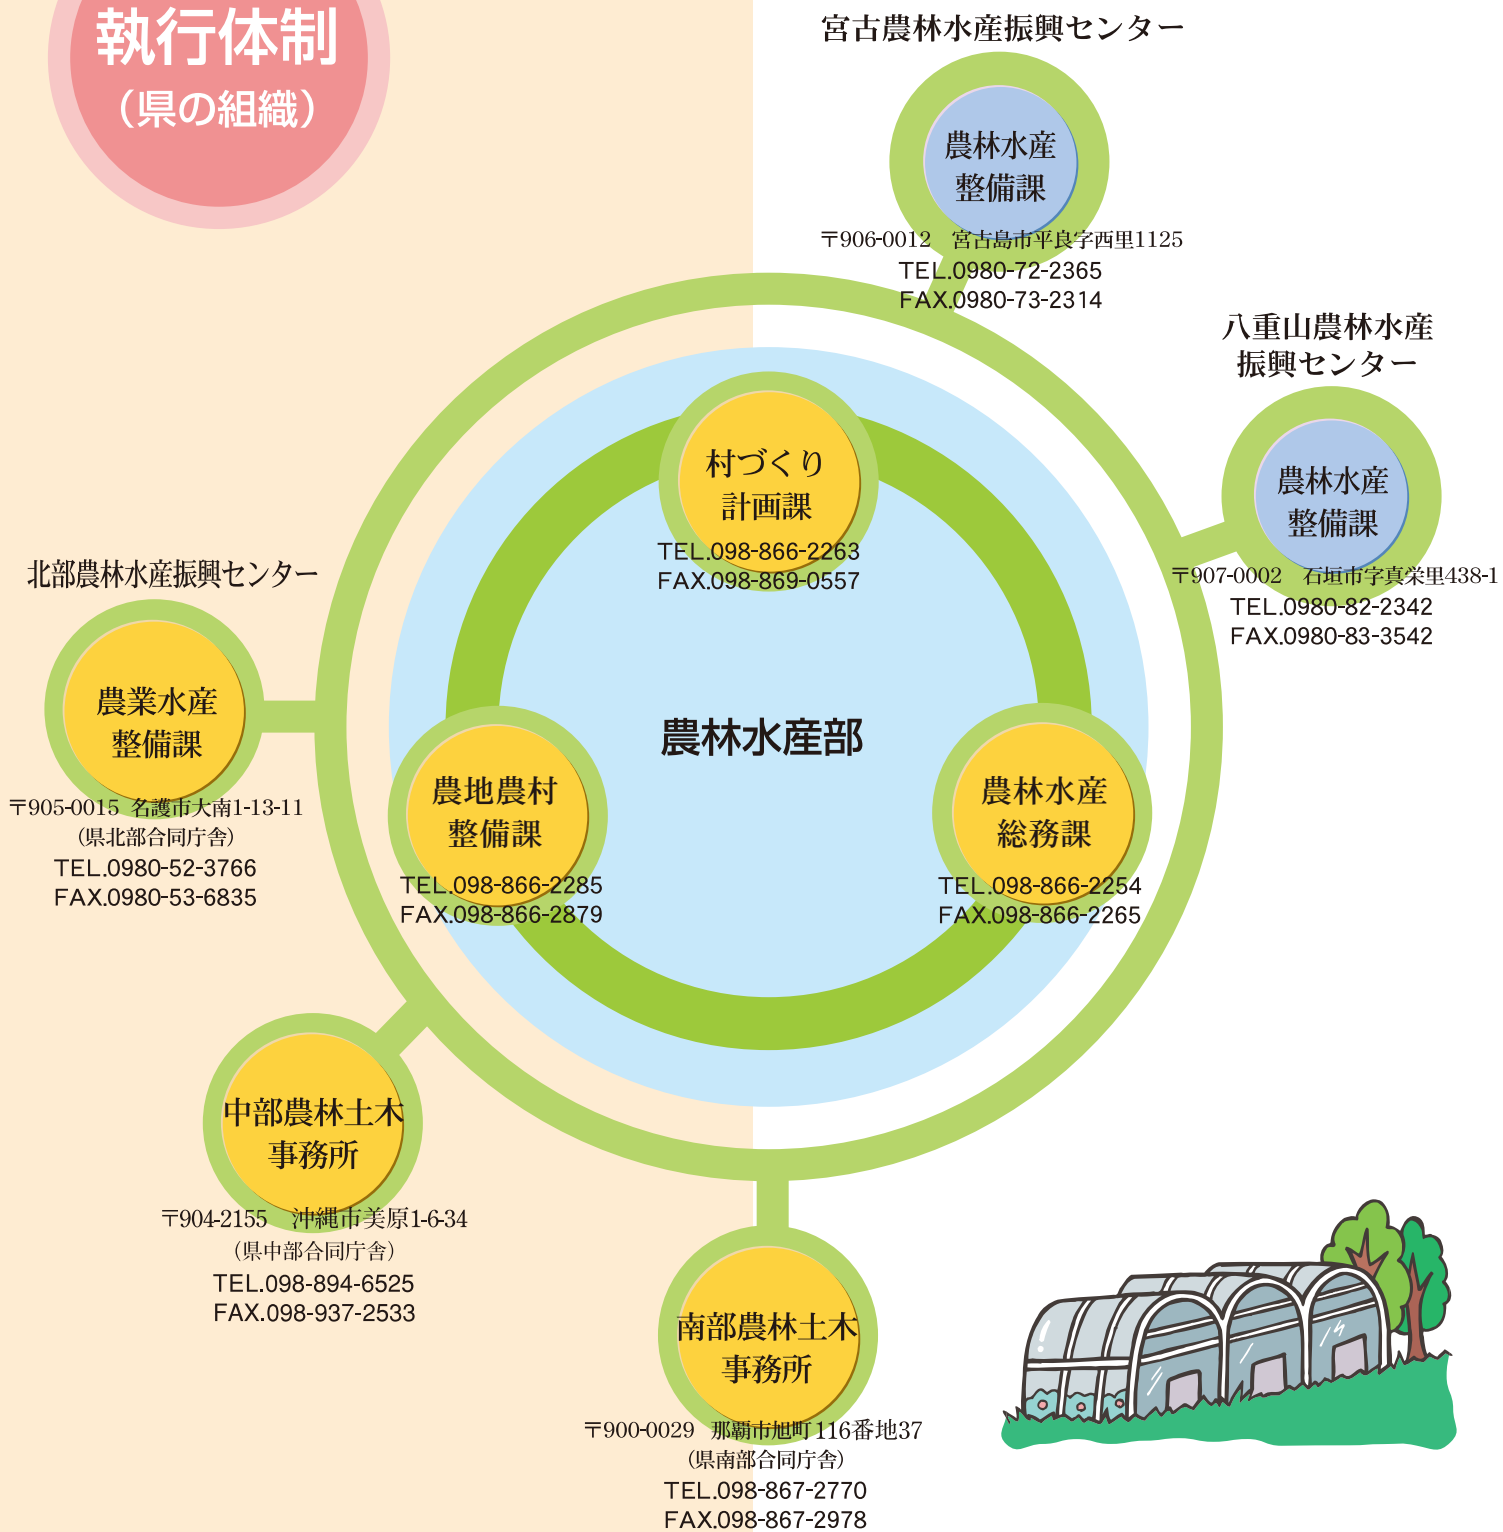 執行体制
（県の組織）
宮古農林水産振興センター
農林水産
整備課
〒906-0012　宮古島市平良字西里1125
TEL.0980-72-2365
FAX.0980-73-2314
八重山農林水産
振興センター
農林水産
整備課
〒907-0002　石垣市字真栄里438-1
TEL.0980-82-2342
FAX.0980-83-3542
村づくり
計画課
TEL.098-866-2263
FAX.098-869-0557
北部農林水産振興センター
農業水産
整備課
〒905-0015 名護市大南1-13-11
（県北部合同庁舎）
TEL.0980-52-3766
FAX.0980-53-6835
農林水産部
農地農村
整備課
TEL.098-866-2285
FAX.098-866-2879
農林水産
総務課
TEL.098-866-2254
FAX.098-866-2265
中部農林土木
事務所
〒904-2155　沖縄市美原1-6-34
（県中部合同庁舎）
TEL.098-894-6525
FAX.098-937-2533
南部農林土木
事務所
〒900-0029　那覇市旭町116番地37
（県南部合同庁舎）
TEL.098-867-2770
FAX.098-867-2978